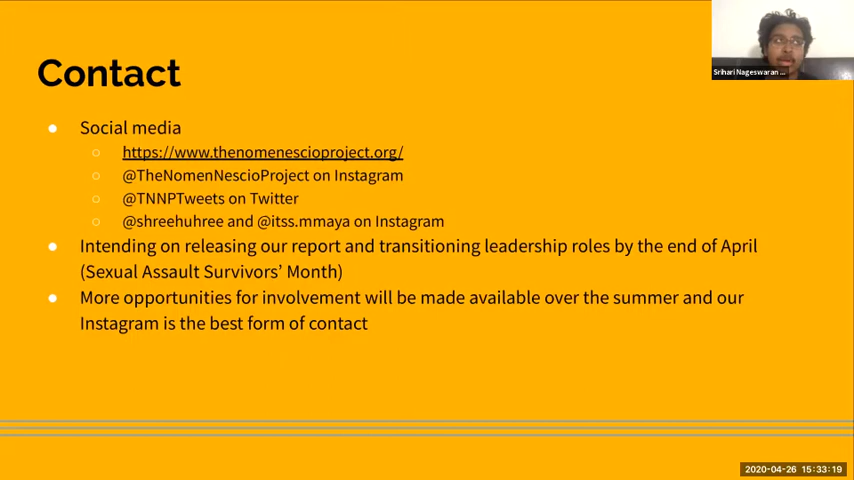 Contact
Srihari Nageswaran ...
Social media
https://www.thenomenescioproject.org/
@TheNomenNescioProject on Instagram
@TNNPTweets on Twitter
@shreehuhree and @itss.mmaya on Instagram
Intending on releasing our report and transitioning leadership roles by the end of April
(Sexual Assault Survivors’ Month)
More opportunities for involvement will be made available over the summer and our
Instagram is the best form of contact
2020-04-26 15:33:19